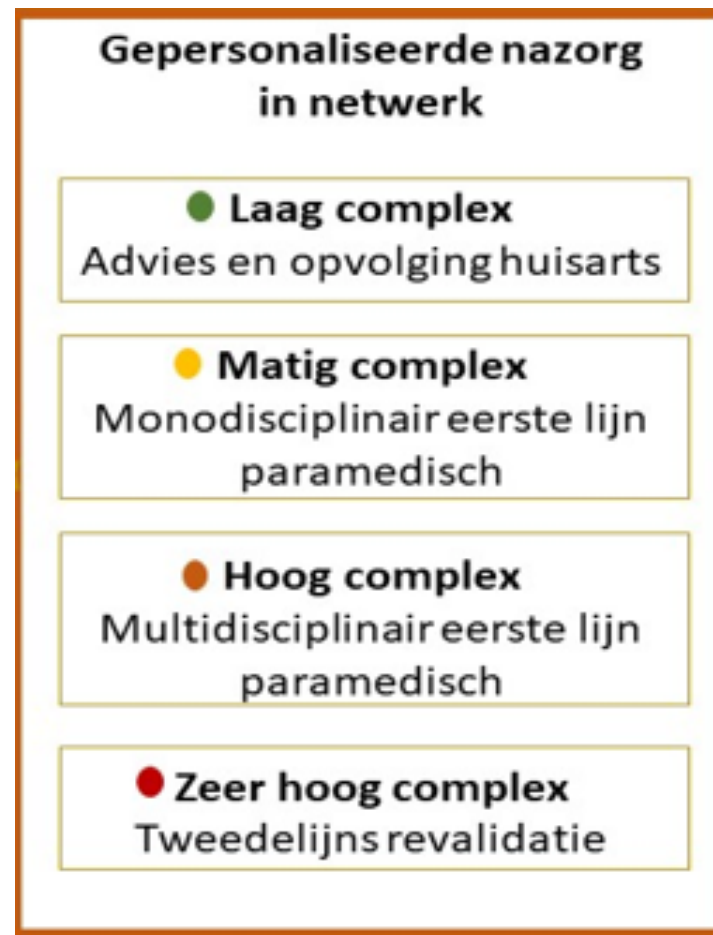 Gepersonaliseerde nazorg
in netwerk
Laag complex
Advies en opvolging huisarts
Matig complex
Monodisciplinair eerste lijn
paramedisch
Hoog complex
Multidisciplinair eerste lijn
paramedisch
Zeer hoog complex
Tweedelijns revalidatie